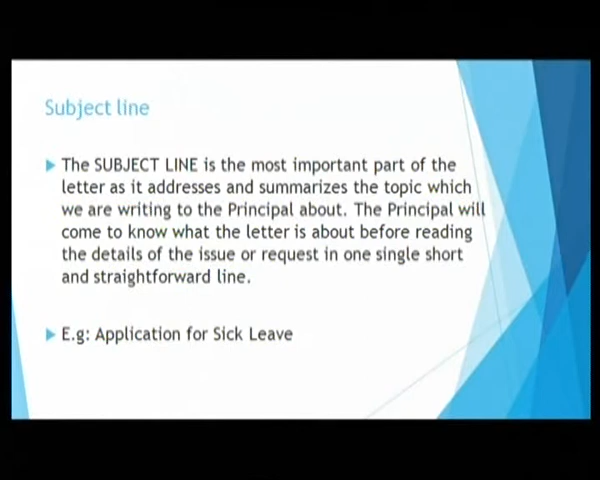 Subject line
The SUBJECT LINE is the most important part of the
letter as it addresses and summarizes the topic which
we are writing to the Principal about. The Principal will
come to know what the letter is about before reading
the details of the issue or request in one single short
and straightforward line.
E.g: Application for Sick Leave